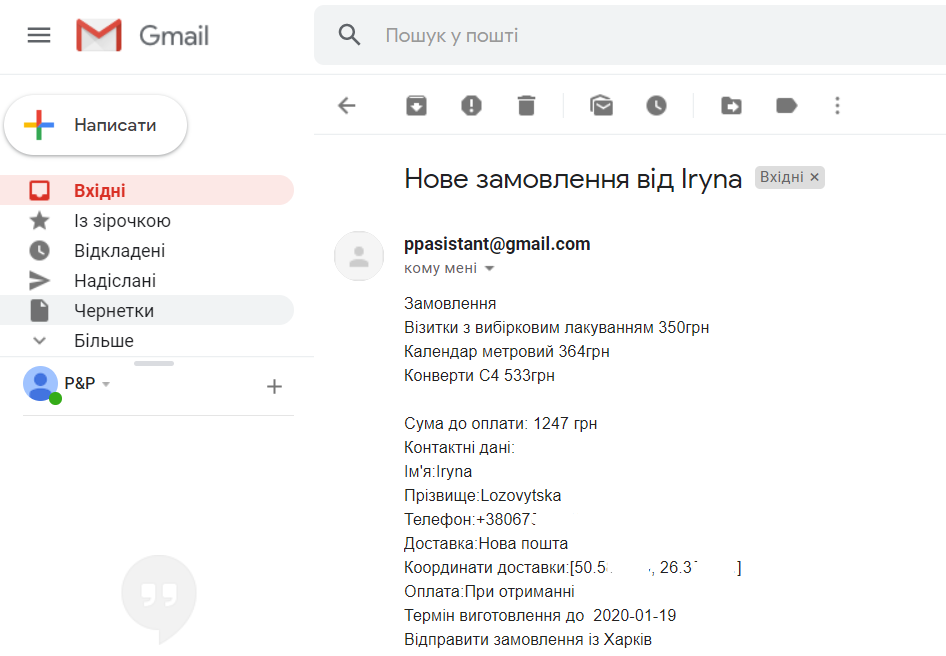 Gmail
Пошук у пошті
Написати
Вхідні
Із зірочкою
Відкладені
Надіслані
Чернетки
Більше
P&P
Нове замовлення від Iryna Вхідні ×
ppasistant@gmail.com
кому мені
Замовлення
Візитки з вибірковим лакуванням 350грн
Календар метровий 364грн
Конверти С4 533грн
Сума до оплати: 1247 грн
Контактні дані:
Ім'я:Iryna
Прізвище:Lozovytska
Телефон:+38067
Доставка:Нова пошта
Координати доставки:[50.5 , 26.3 ]
Оплата:При отриманні
Термін виготовлення до 2020-01-19
Відправити замовлення із Харків